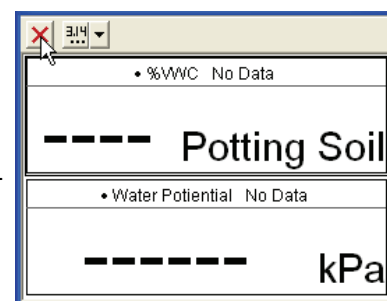 3.14
• %VWC No Data
---- Potting Soil
• Water Potiential No Data
------ kPa